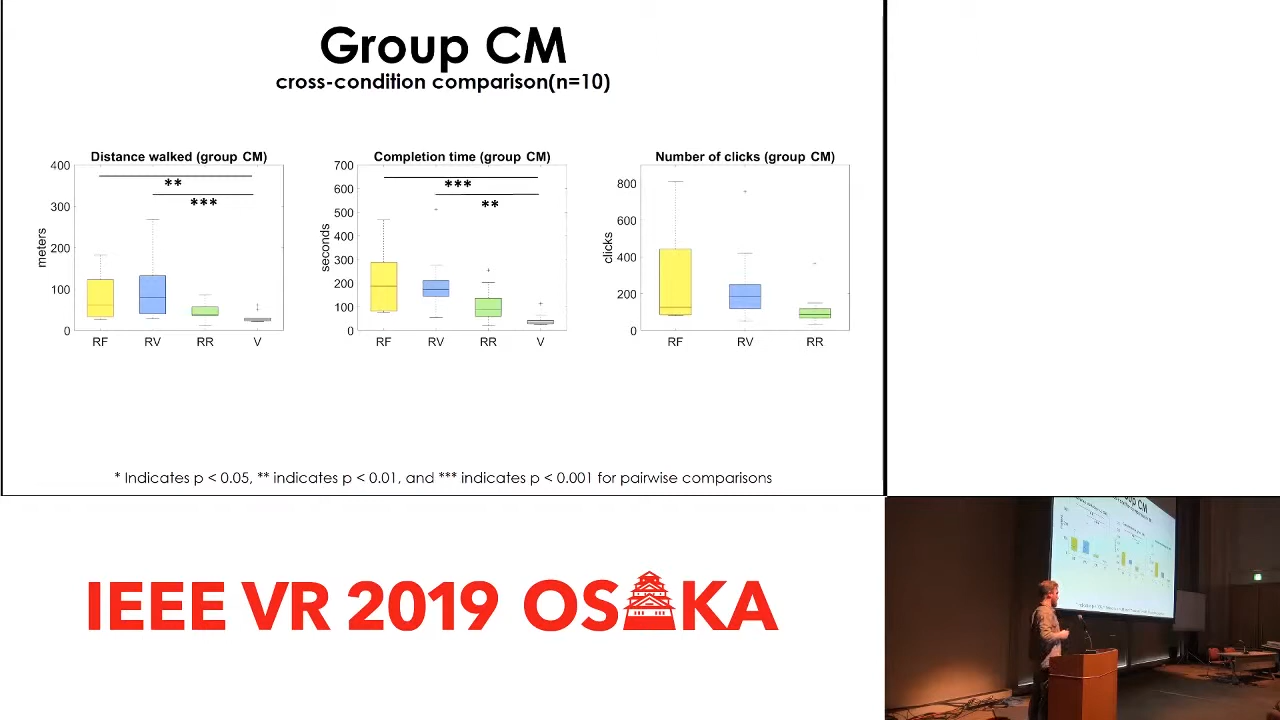 Group CM
cross-condition comparison(n=10)
Distance walked (group CM)
400
300
200
100
0
meters
**
***
RF RV RR V
Completion time (group CM)
700
600
500
400
300
200
100
0
seconds
***
**
RF RV RR V
Number of clicks (group CM)
800
600
400
200
0
clicks
RF RV RR
* Indicates p < 0.05, ** indicates p < 0.01, and *** indicates p < 0.001 for pairwise comparisons
IEEE VR 2019 OSAKA
Group CM